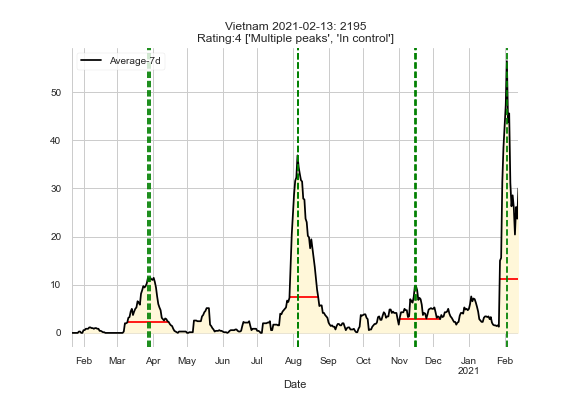 Vietnam 2021-02-13: 2195
Rating:4 ['Multiple peaks', 'In control']
Average-7d
50
40
30
20
10
0
Feb Mar Apr May Jun Jul Aug Sep Oct Nov Dec Jan Feb
2021
Date